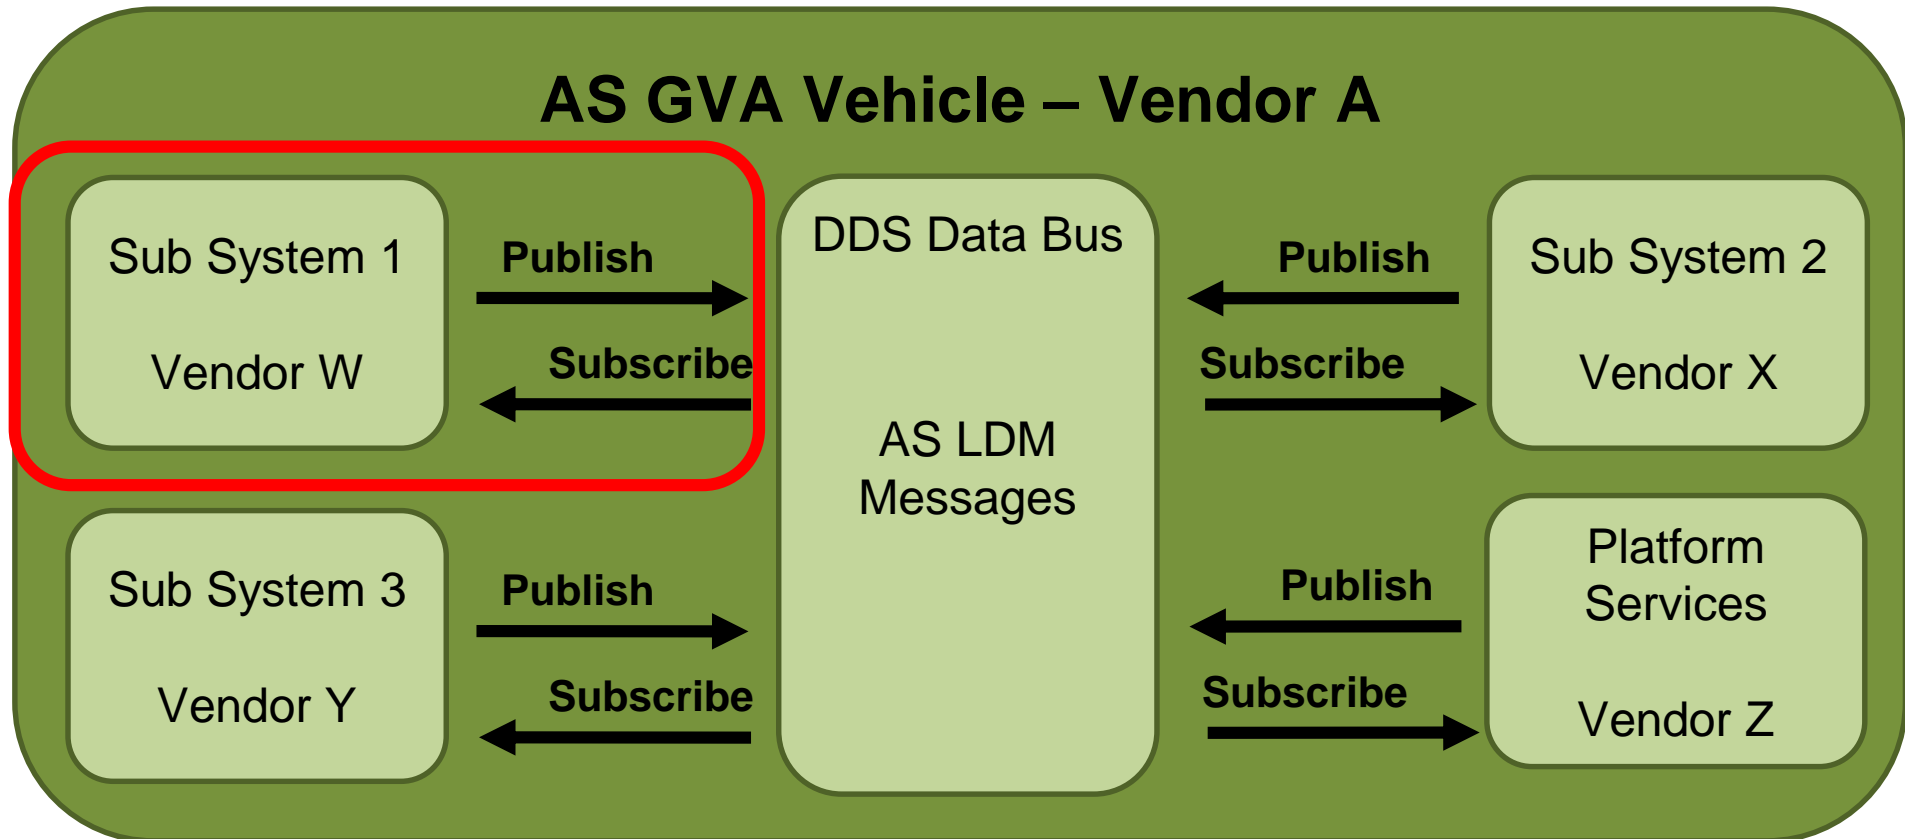 AS GVA Vehicle – Vendor A
Sub System 1
Vendor W
Publish
Subscribe
DDS Data Bus
AS LDM
Messages
Publish
Subscribe
Sub System 2
Vendor X
Sub System 3
Vendor Y
Publish
Subscribe
Publish
Subscribe
Platform
Services
Vendor Z